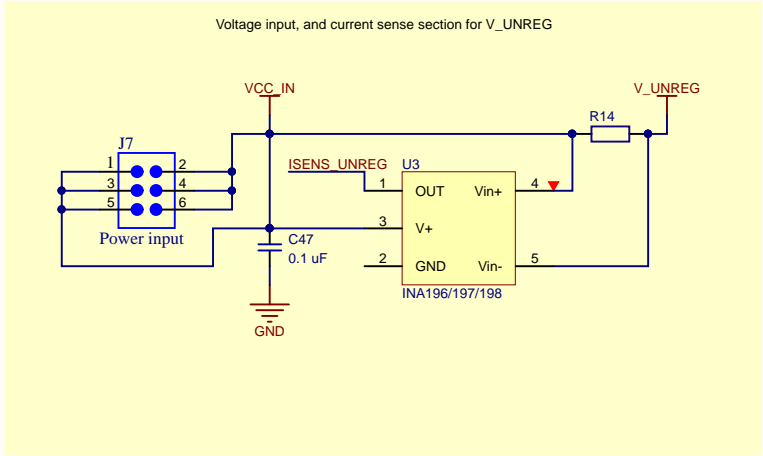 Voltage input, and current sense section for V_UNREG
VCC_IN
V_UNREG
R14
J7
1
2
3
4
5
6
Power input
ISENS_UNREG
U3
1
OUT
Vin+
4
3
V+
2
GND
Vin-
5
INA196/197/198
C47
0.1 uF
GND